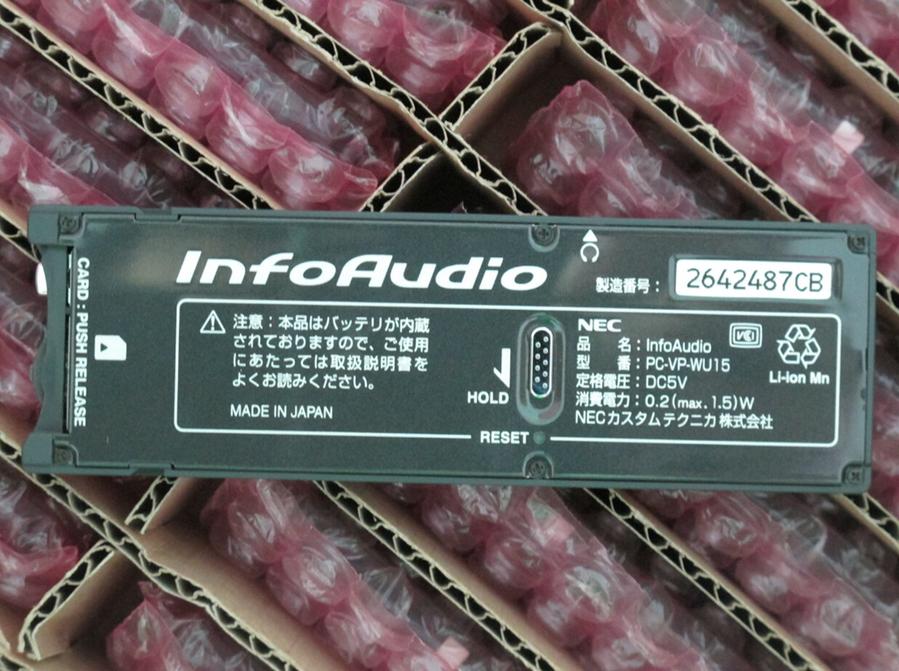 InfoAudio
製造番号：
2642487CB
CARD : PUSH RELEASE
注意：本品はバッテリが内蔵
されておりますので、ご使用
にあたっては取扱説明書を
よくお読みください。
MADE IN JAPAN
HOLD
RESET
NEC
品　　名：InfoAudio
型　　番：PC-VP-WU15
定格電圧：DC5V
消費電力：0.2(max. 1.5)W
NECカスタムテクニカ株式会社
VCI
Li-ion Mn